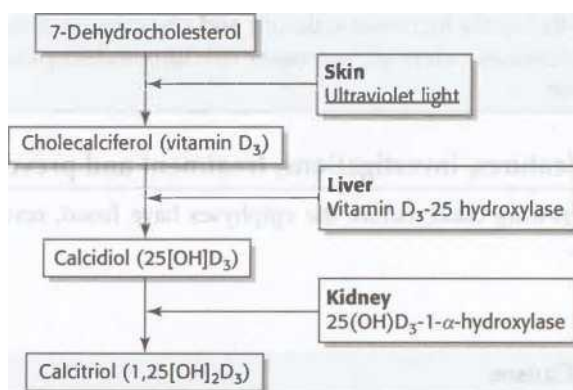 7-Dehydrocholesterol
Skin
Ultraviolet light
Cholecalciferol (vitamin D₃)
Liver
Vitamin D₃-25 hydroxylase
Calcidiol (25[OH]D₃)
Kidney
25(OH)D₃-1-α-hydroxylase
Calcitriol (1,25[OH]₂D₃)